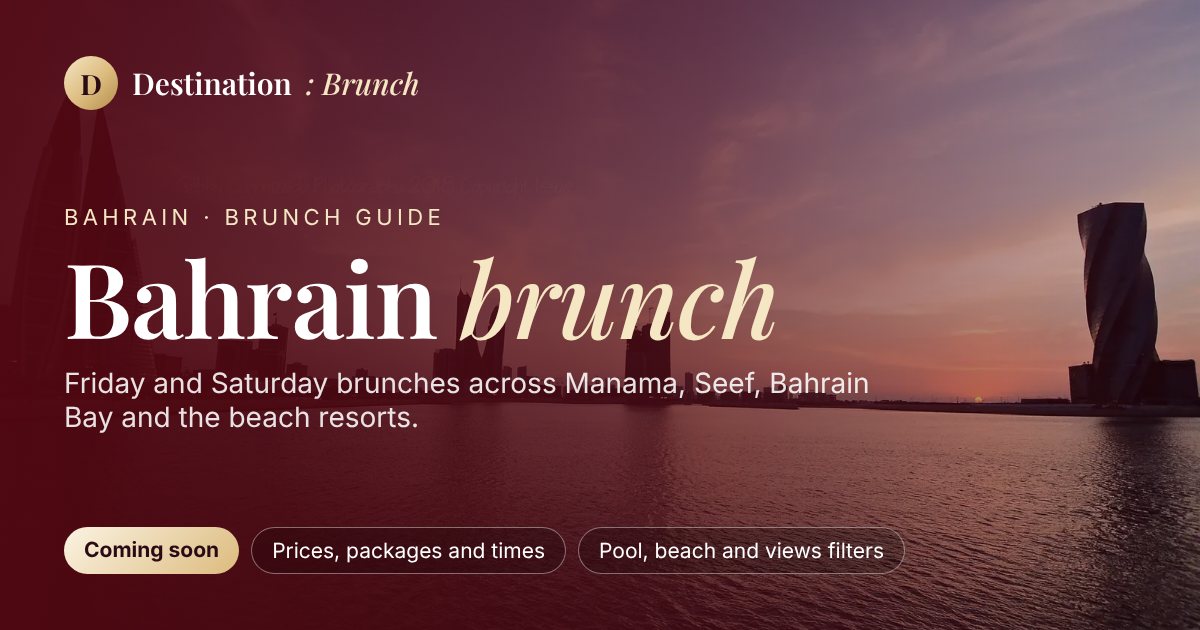 D Destination : Brunch
BAHRAIN · BRUNCH GUIDE
Bahrain brunch
Friday and Saturday brunches across Manama, Seef, Bahrain
Bay and the beach resorts.
Coming soon
Prices, packages and times
Pool, beach and views filters